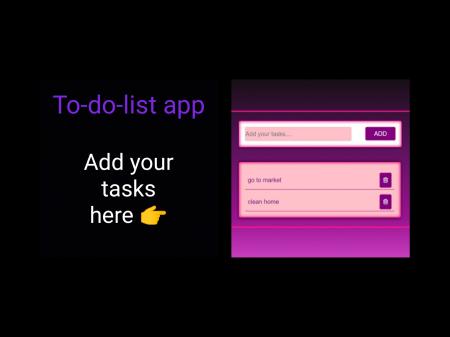 To-do-list app
Add your
tasks
here 👉
Add your tasks...
ADD
go to market
clean home